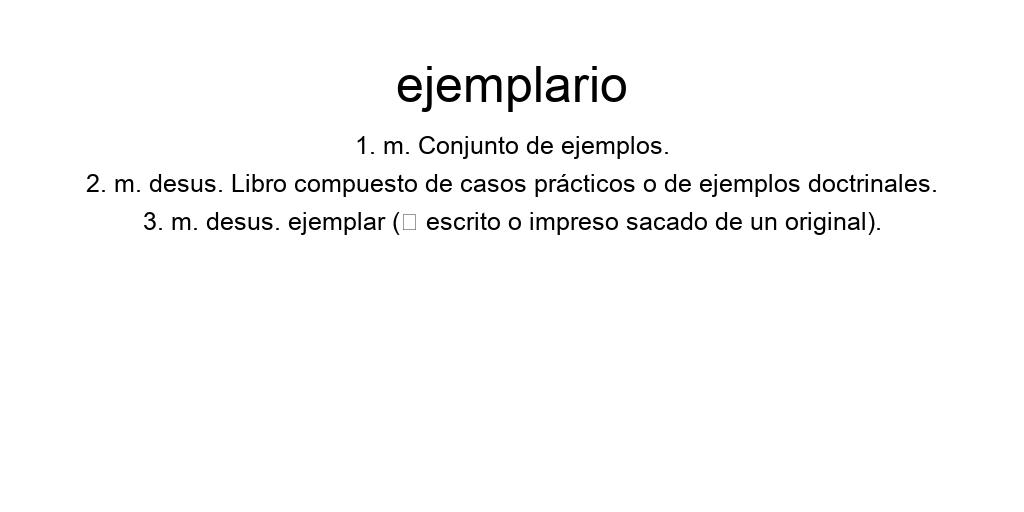 ejemplario
1. m. Conjunto de ejemplos.
2. m. desus. Libro compuesto de casos prácticos o de ejemplos doctrinales.
3. m. desus. ejemplar (□ escrito o impreso sacado de un original).